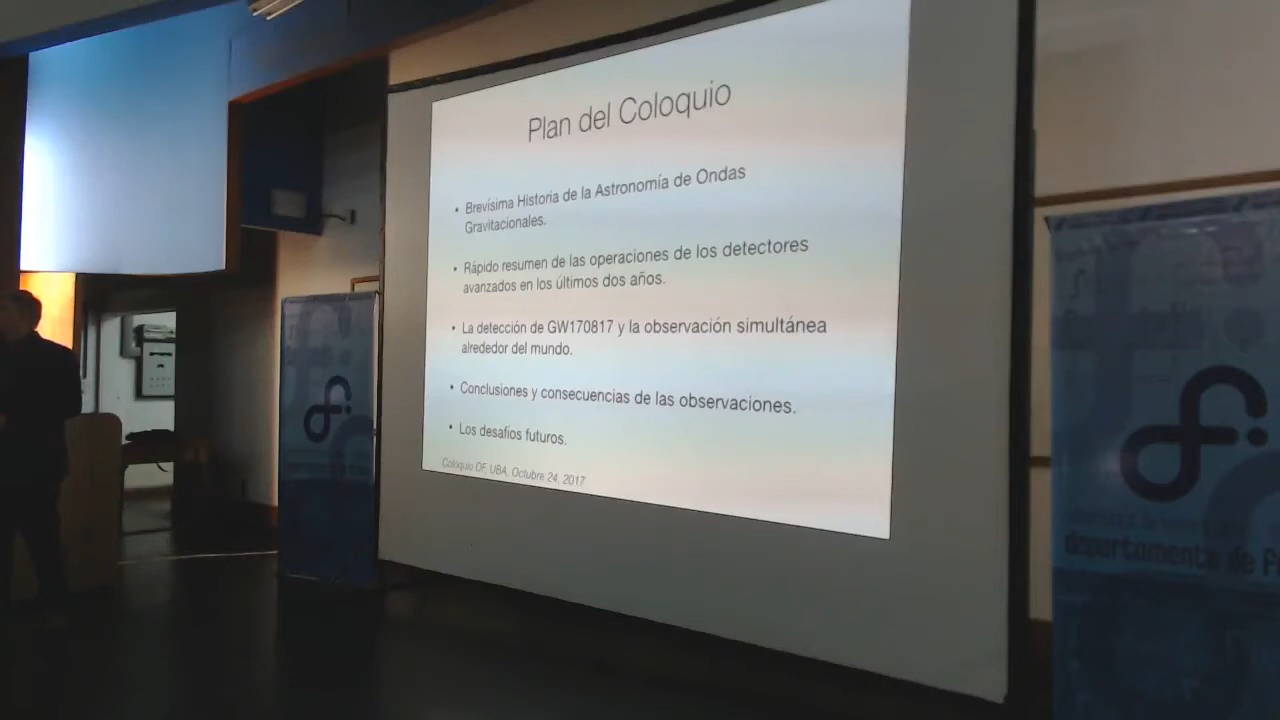 Plan del Coloquio
• Brevísima Historia de la Astronomía de Ondas
Gravitacionales.
• Rápido resumen de las operaciones de los detectores
avanzados en los últimos dos años.
• La detección de GW170817 y la observación simultánea
alrededor del mundo.
• Conclusiones y consecuencias de las observaciones.
• Los desafíos futuros.
Coloquio DF, UBA, Octubre 24, 2017
df
df
departamento de